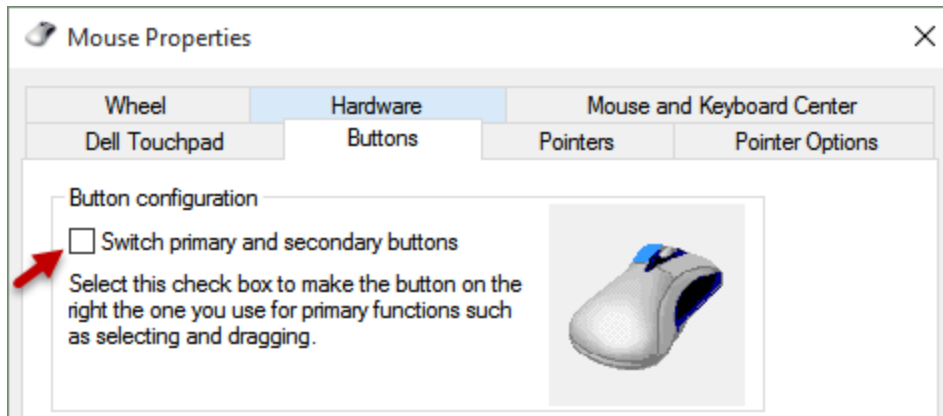 Mouse Properties
Wheel Hardware Mouse and Keyboard Center
Dell Touchpad Buttons Pointers Pointer Options
Button configuration
Switch primary and secondary buttons
Select this check box to make the button on the
right the one you use for primary functions such
as selecting and dragging.